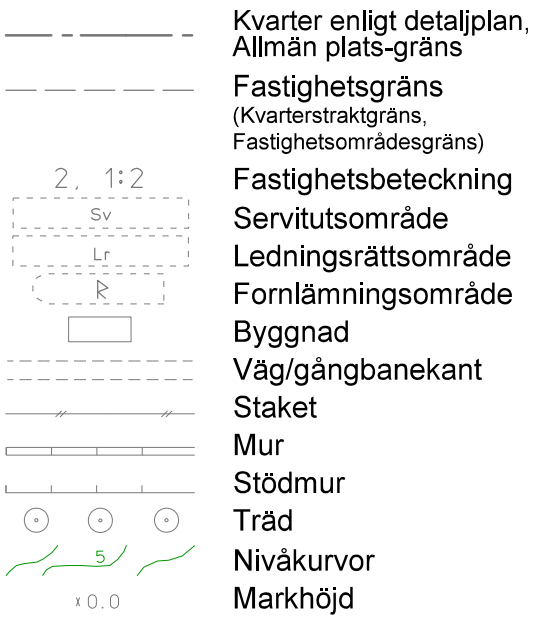 Kvarter enligt detaljplan,
Allmän plats-gräns
Fastighetsgräns
(Kvarterstraktgräns,
Fastighetsområdesgräns)
2, 1:2 Fastighetsbeteckning
Sv Servitutsområde
Lr Ledningsrättsområde
R Fornlämningsområde
Byggnad
Väg/gångbanekant
Staket
Mur
Stödmur
Träd
5 Nivåkurvor
x 0.0 Markhöjd